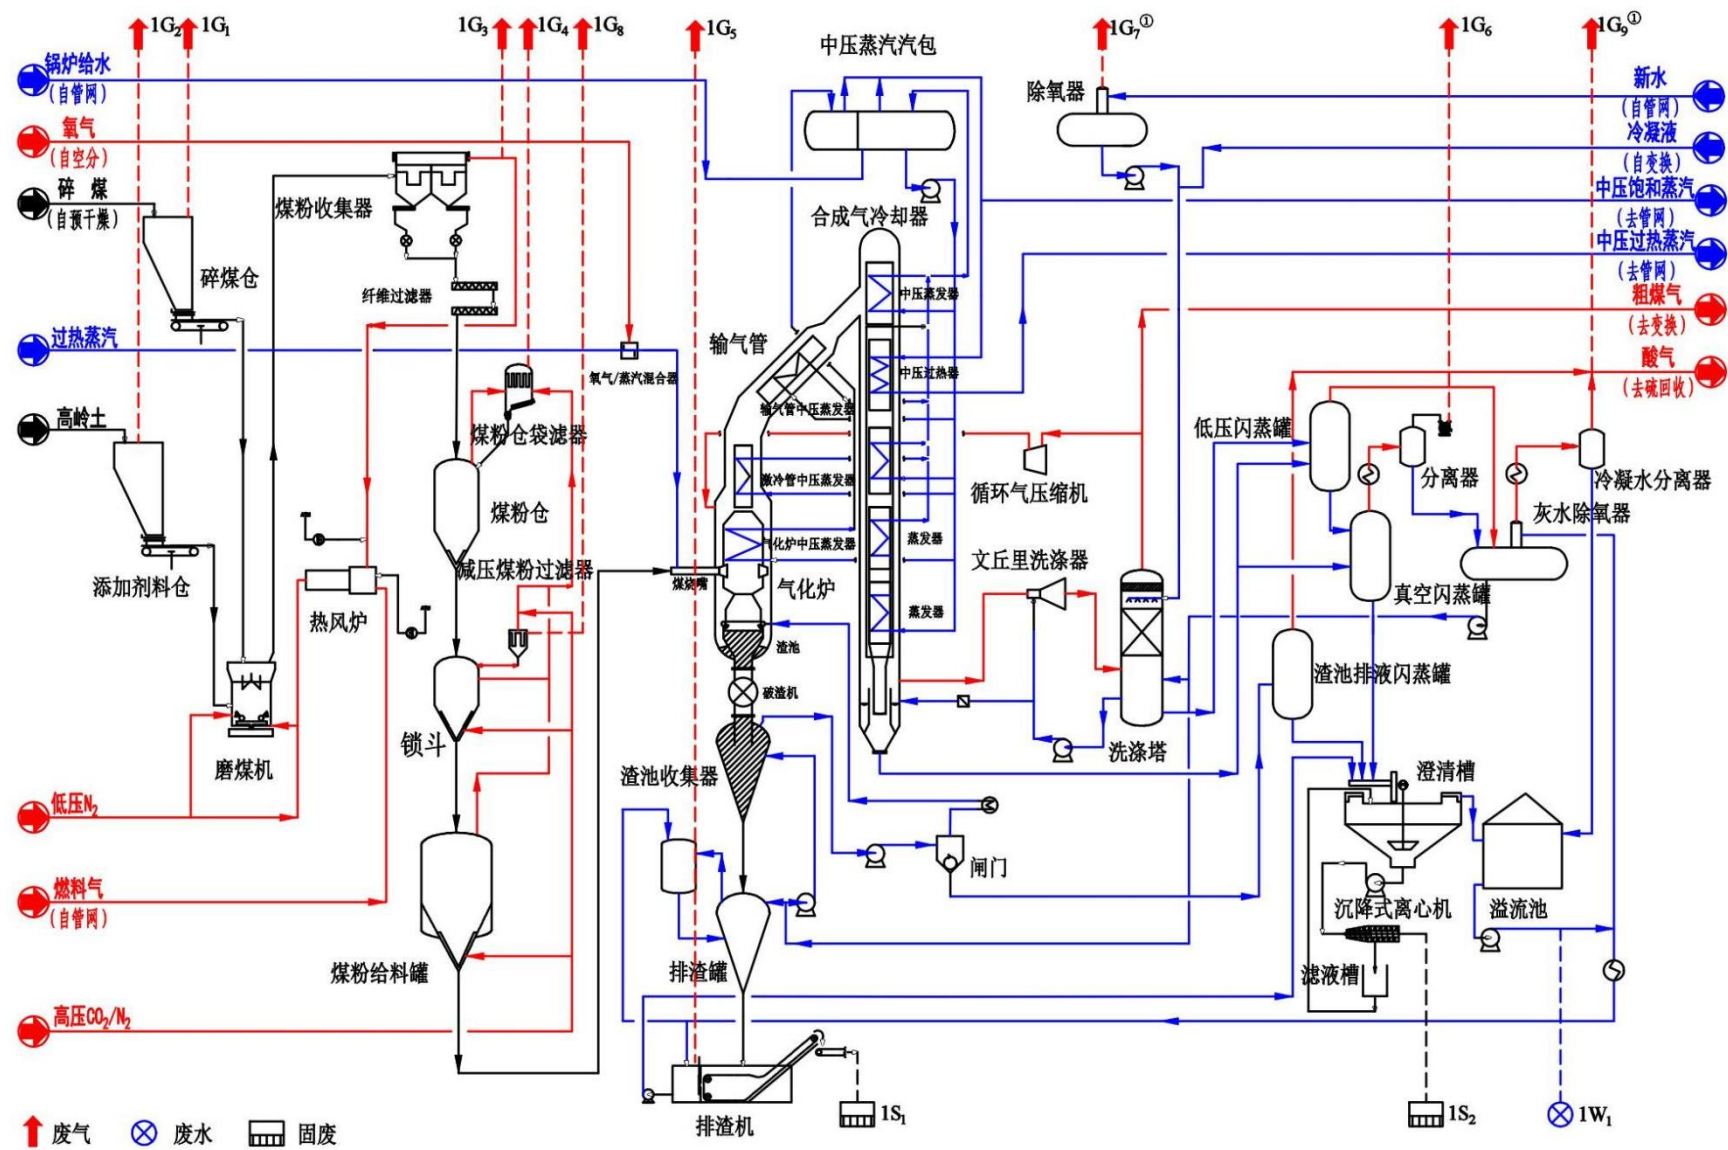 1G₂
1G₁
1G₃
1G₄
1G₈
1G₅
1G₇①
1G₆
1G₉①
锅炉给水
(自管网)
中压蒸汽汽包
除氧器
新水
(自管网)
氧气
(自空分)
冷凝液
(自变换)
碎 煤
(自预干燥)
煤粉收集器
合成气冷却器
中压饱和蒸汽
(去管网)
碎煤仓
纤维过滤器
中压蒸发器
中压过热蒸汽
(去管网)
粗煤气
(去变换)
过热蒸汽
氧气/蒸汽混合器
输气管
中压过热器
酸气
(去硫回收)
高岭土
煤粉仓袋滤器
输气管中压蒸发器
低压闪蒸罐
分离器
冷凝水分离器
激冷管中压蒸发器
循环气压缩机
煤粉仓
灰水除氧器
气化炉中压蒸发器
蒸发器
文丘里洗涤器
减压煤粉过滤器
煤烧嘴
气化炉
添加剂料仓
热风炉
蒸发器
真空闪蒸罐
渣池
渣池排液闪蒸罐
破渣机
锁斗
洗涤塔
磨煤机
渣池收集器
澄清槽
低压N₂
闸门
燃料气
(自管网)
沉降式离心机
溢流池
煤粉给料罐
排渣罐
滤液槽
高压CO₂/N₂
排渣机
1S₁
1S₂
1W₁
废气
废水
固废